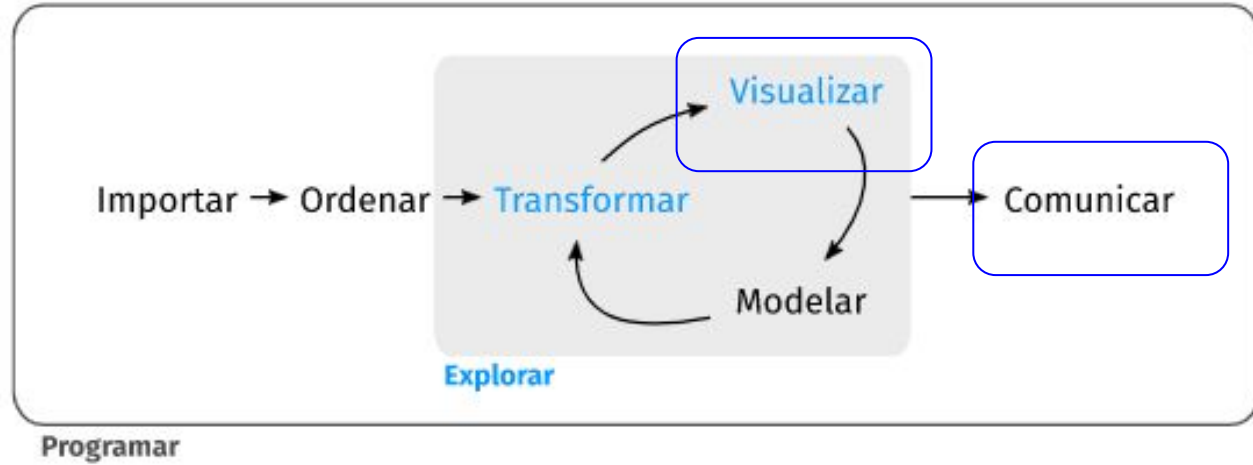 Visualizar
Importar → Ordenar → Transformar
Comunicar
Modelar
Explorar
Programar